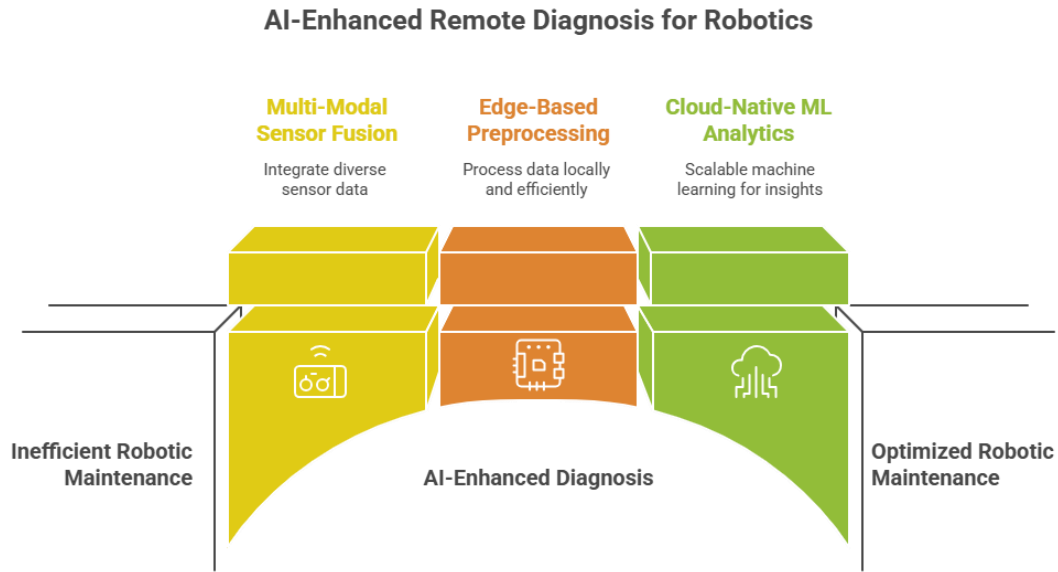 AI-Enhanced Remote Diagnosis for Robotics
Multi-Modal
Sensor Fusion
Integrate diverse
sensor data
Edge-Based
Preprocessing
Process data locally
and efficiently
Cloud-Native ML
Analytics
Scalable machine
learning for insights
Inefficient Robotic
Maintenance
AI-Enhanced Diagnosis
Optimized Robotic
Maintenance